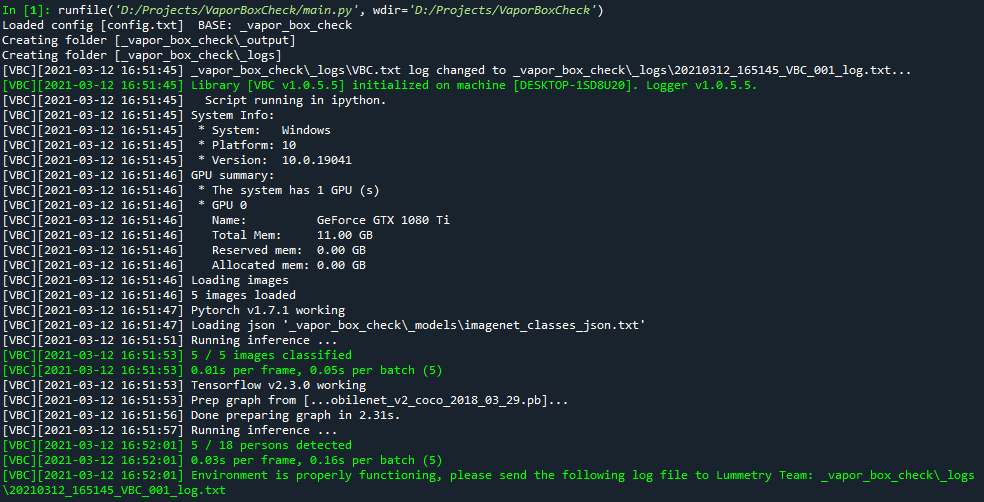 In [1]: runfile('D:/Projects/VaporBoxCheck/main.py', wdir='D:/Projects/VaporBoxCheck')
Loaded config [config.txt]  BASE: _vapor_box_check
Creating folder [_vapor_box_check\_output]
Creating folder [_vapor_box_check\_logs]
[VBC][2021-03-12 16:51:45] _vapor_box_check\_logs\VBC.txt log changed to _vapor_box_check\_logs\20210312_165145_VBC_001_log.txt...
[VBC][2021-03-12 16:51:45] Library [VBC v1.0.5.5] initialized on machine [DESKTOP-1SD8U20]. Logger v1.0.5.5.
[VBC][2021-03-12 16:51:45]   Script running in ipython.
[VBC][2021-03-12 16:51:45] System Info:
[VBC][2021-03-12 16:51:45]  * System:   Windows
[VBC][2021-03-12 16:51:45]  * Platform: 10
[VBC][2021-03-12 16:51:45]  * Version:  10.0.19041
[VBC][2021-03-12 16:51:46] GPU summary:
[VBC][2021-03-12 16:51:46]  * The system has 1 GPU (s)
[VBC][2021-03-12 16:51:46]  * GPU 0
[VBC][2021-03-12 16:51:46]    Name:          GeForce GTX 1080 Ti
[VBC][2021-03-12 16:51:46]    Total Mem:     11.00 GB
[VBC][2021-03-12 16:51:46]    Reserved mem:  0.00 GB
[VBC][2021-03-12 16:51:46]    Allocated mem: 0.00 GB
[VBC][2021-03-12 16:51:46] Loading images
[VBC][2021-03-12 16:51:46] 5 images loaded
[VBC][2021-03-12 16:51:47] Pytorch v1.7.1 working
[VBC][2021-03-12 16:51:47] Loading json '_vapor_box_check\_models\imagenet_classes_json.txt'
[VBC][2021-03-12 16:51:51] Running inference ...
[VBC][2021-03-12 16:51:53] 5 / 5 images classified
[VBC][2021-03-12 16:51:53] 0.01s per frame, 0.05s per batch (5)
[VBC][2021-03-12 16:51:53] Tensorflow v2.3.0 working
[VBC][2021-03-12 16:51:53] Prep graph from [...obilenet_v2_coco_2018_03_29.pb]...
[VBC][2021-03-12 16:51:56] Done preparing graph in 2.31s.
[VBC][2021-03-12 16:51:57] Running inference ...
[VBC][2021-03-12 16:52:01] 5 / 18 persons detected
[VBC][2021-03-12 16:52:01] 0.03s per frame, 0.16s per batch (5)
[VBC][2021-03-12 16:52:01] Environment is properly functioning, please send the following log file to Lummetry Team: _vapor_box_check\_logs
\20210312_165145_VBC_001_log.txt